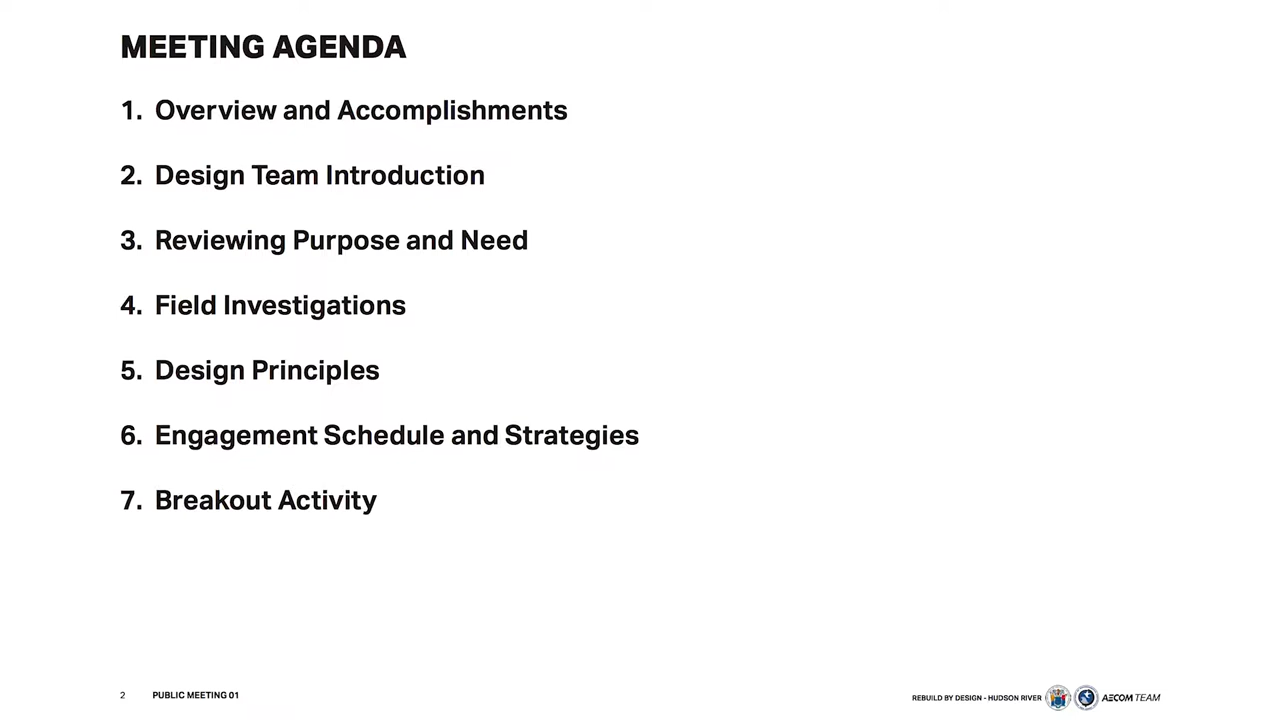 MEETING AGENDA
1. Overview and Accomplishments
2. Design Team Introduction
3. Reviewing Purpose and Need
4. Field Investigations
5. Design Principles
6. Engagement Schedule and Strategies
7. Breakout Activity
2 PUBLIC MEETING 01
REBUILD BY DESIGN - HUDSON RIVER AECOM TEAM